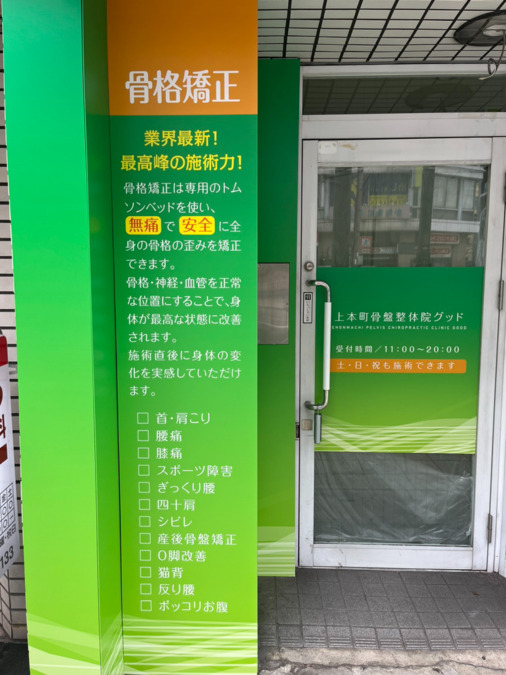 骨格矯正
業界最新！
最高峰の施術力！
骨格矯正は専用のトム
ソンベッドを使い、
無痛で安全に全
身の骨格の歪みを矯正
できます。
骨格・神経・血管を正常
な位置にすることで、身
体が最高な状態に改善
されます。
施術直後に身体の変
化を実感していただけ
ます。
□ 首・肩こり
□ 腰痛
□ 膝痛
□ スポーツ障害
□ ぎっくり腰
□ 四十肩
□ シビレ
□ 産後骨盤矯正
□ O脚改善
□ 猫背
□ 反り腰
□ ポッコリお腹
上本町骨盤整体院グッド
HONMACHI PELVIS CHIROPRACTIC CLINIC GOOD
受付時間／11:00〜20:00
土・日・祝も施術できます
科
133